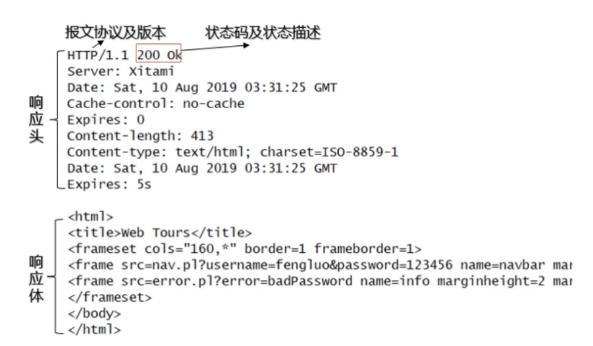 报文协议及版本 状态码及状态描述
HTTP/1.1 200 Ok
Server: Xitami
Date: Sat, 10 Aug 2019 03:31:25 GMT
Cache-control: no-cache
Expires: 0
Content-length: 413
Content-type: text/html; charset=ISO-8859-1
Date: Sat, 10 Aug 2019 03:31:25 GMT
Expires: 5s
响应头
<html>
<title>Web Tours</title>
<frameset cols="160,*" border=1 frameborder=1>
<frame src=nav.pl?username=fengluo&password=123456 name=navbar mar
<frame src=error.pl?error=badPassword name=info marginheight=2 mar
</frameset>
</body>
</html>
响应体